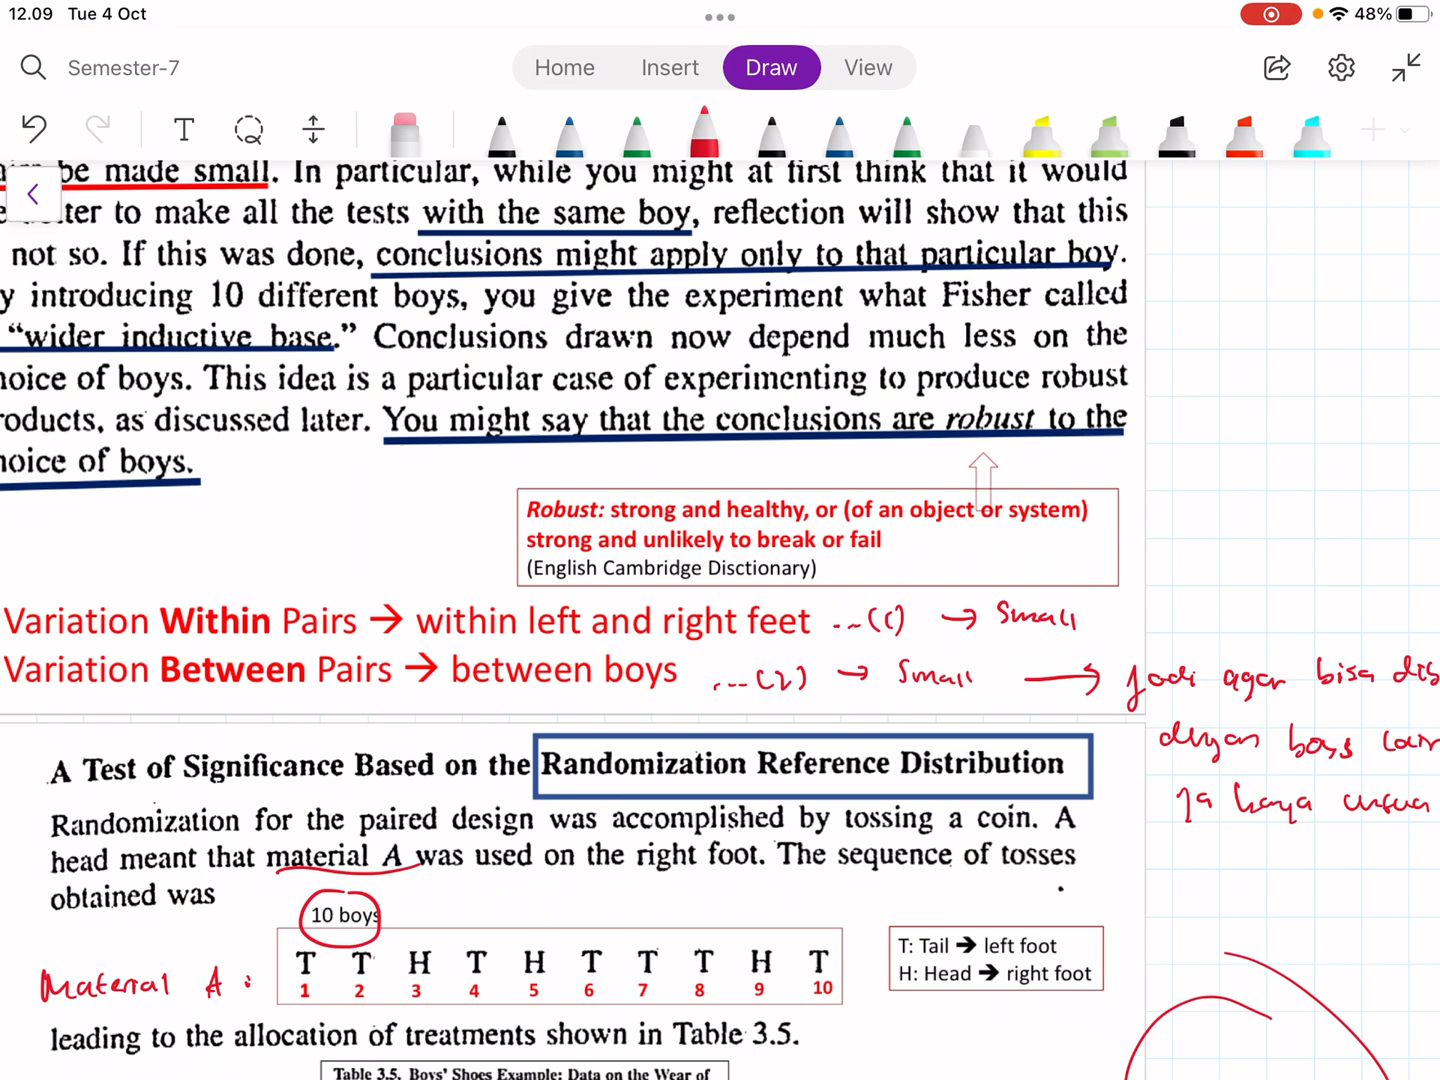 12.09 Tue 4 Oct
48%
Semester-7
Home Insert Draw View
be made small. In particular, while you might at first think that it would
ter to make all the tests with the same boy, reflection will show that this
not so. If this was done, conclusions might apply only to that particular boy.
y introducing 10 different boys, you give the experiment what Fisher called
“wider inductive base.” Conclusions drawn now depend much less on the
hoice of boys. This idea is a particular case of experimenting to produce robust
roducts, as discussed later. You might say that the conclusions are robust to the
hoice of boys.
Robust: strong and healthy, or (of an object or system)
strong and unlikely to break or fail
(English Cambridge Disctionary)
Variation Within Pairs → within left and right feet ...(1) → Small
Variation Between Pairs → between boys ...(2) → Small → Jadi agar bisa dis
dengan boys lain
A Test of Significance Based on the Randomization Reference Distribution
Randomization for the paired design was accomplished by tossing a coin. A
head meant that material A was used on the right foot. The sequence of tosses
obtained was
10 boys
T T H T H T T T H T
Material A :
1 2 3 4 5 6 7 8 9 10
T: Tail → left foot
H: Head → right foot
leading to the allocation of treatments shown in Table 3.5.
Table 3.5. Boys' Shoes Example: Data on the Wear of